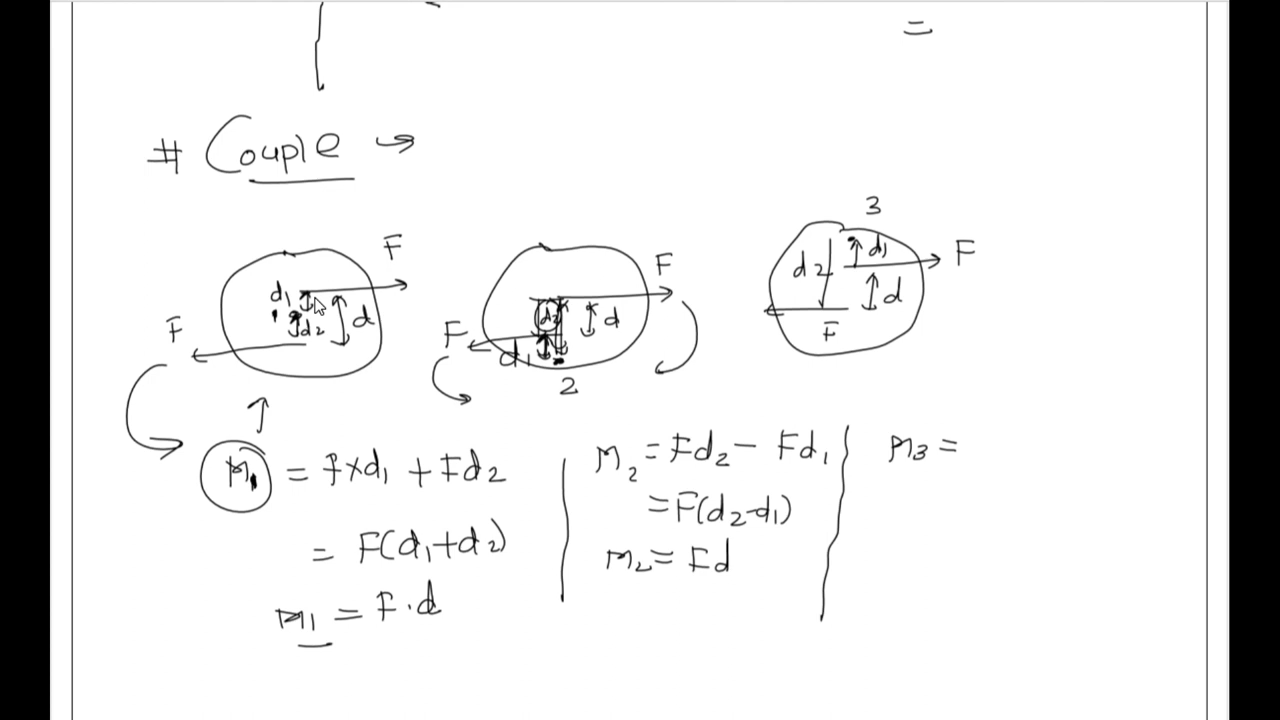 =
# Couple →
F d₁ d₂ d F
F d₂ d F d₁ 2
3 d₁ F d₂ d F
M₁ = F×d₁ + Fd₂
= F(d₁+d₂)
M₁ = F·d
M₂ = Fd₂ - Fd₁
= F(d₂-d₁)
M₂ = Fd
M₃ =